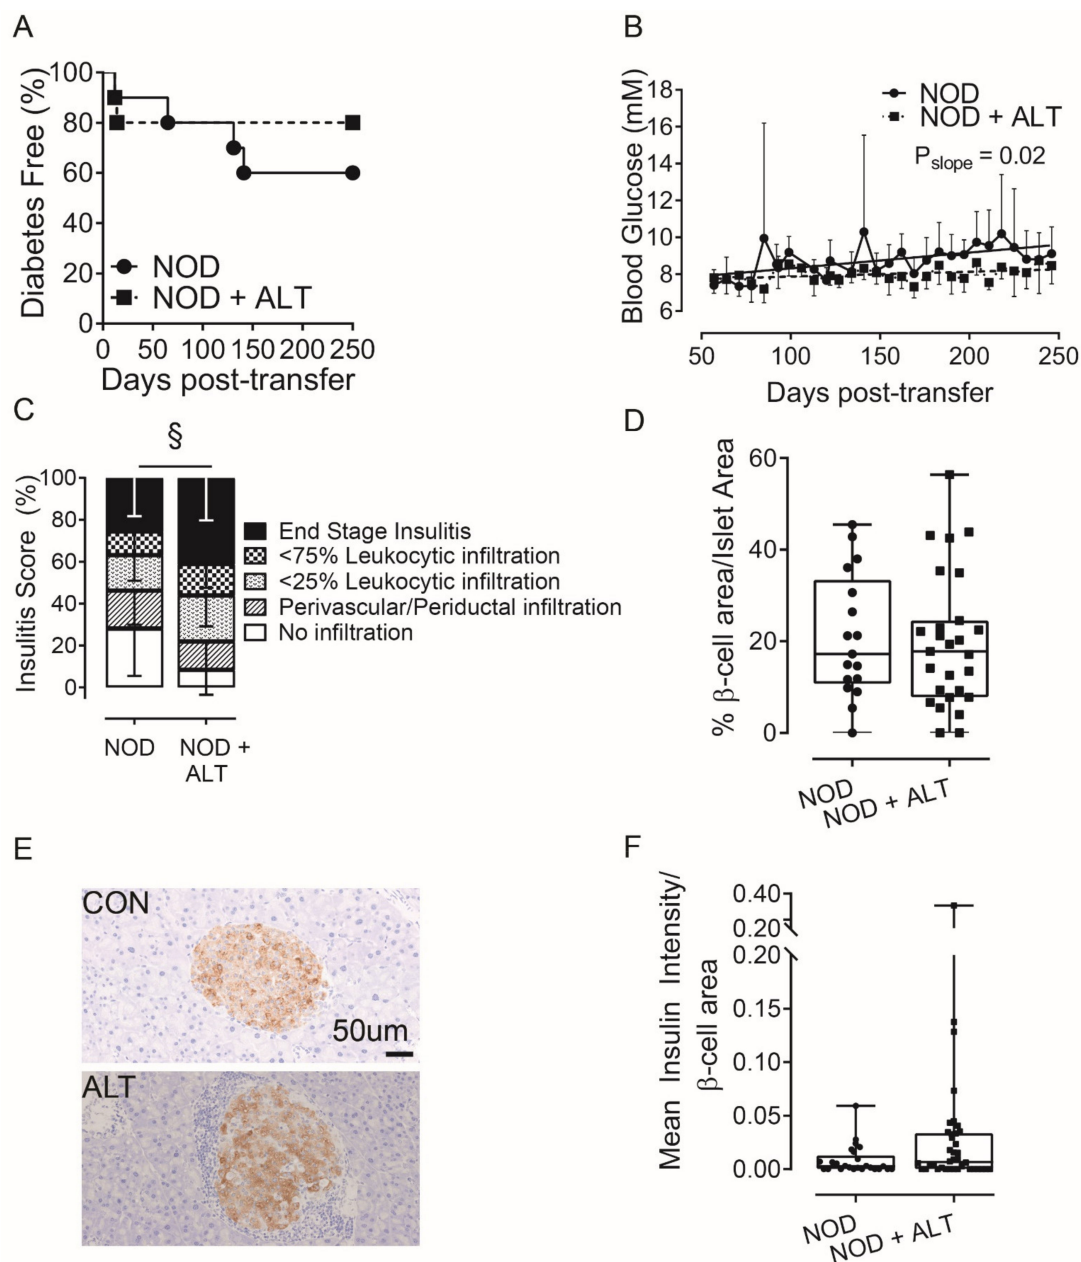 A
Diabetes Free (%)
100
80
60
40
20
0
NOD
NOD + ALT
0 50 100 150 200 250
Days post-transfer
B
Blood Glucose (mM)
18
16
14
12
10
8
6
NOD
NOD + ALT
Pslope = 0.02
50 100 150 200 250
Days post-transfer
C
§
Insulitis Score (%)
100
80
60
40
20
0
End Stage Insulitis
<75% Leukocytic infiltration
<25% Leukocytic infiltration
Perivascular/Periductal infiltration
No infiltration
NOD
NOD +
ALT
D
% β-cell area/Islet Area
60
40
20
0
NOD
NOD + ALT
E
CON
50um
ALT
F
Mean Insulin Intensity/
β-cell area
0.40
0.20
0.20
0.15
0.10
0.05
0.00
NOD
NOD + ALT